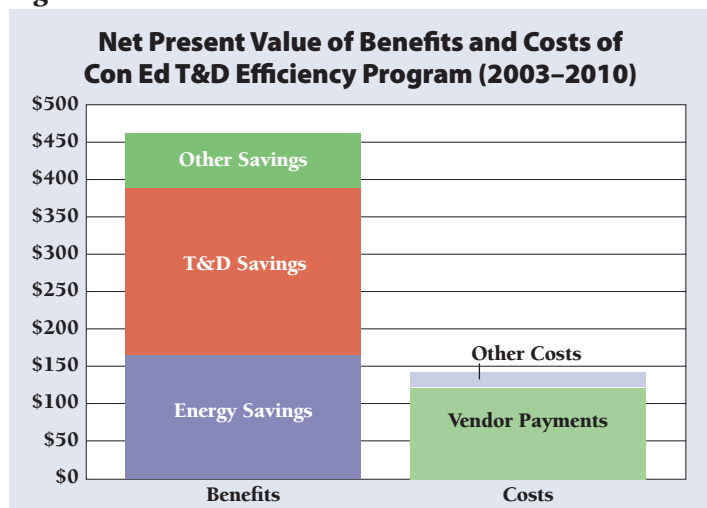 Net Present Value of Benefits and Costs of
Con Ed T&D Efficiency Program (2003–2010)
$500
$450
$400
$350
$300
$250
$200
$150
$100
$50
$0
Other Savings
T&D Savings
Energy Savings
Other Costs
Vendor Payments
Benefits
Costs